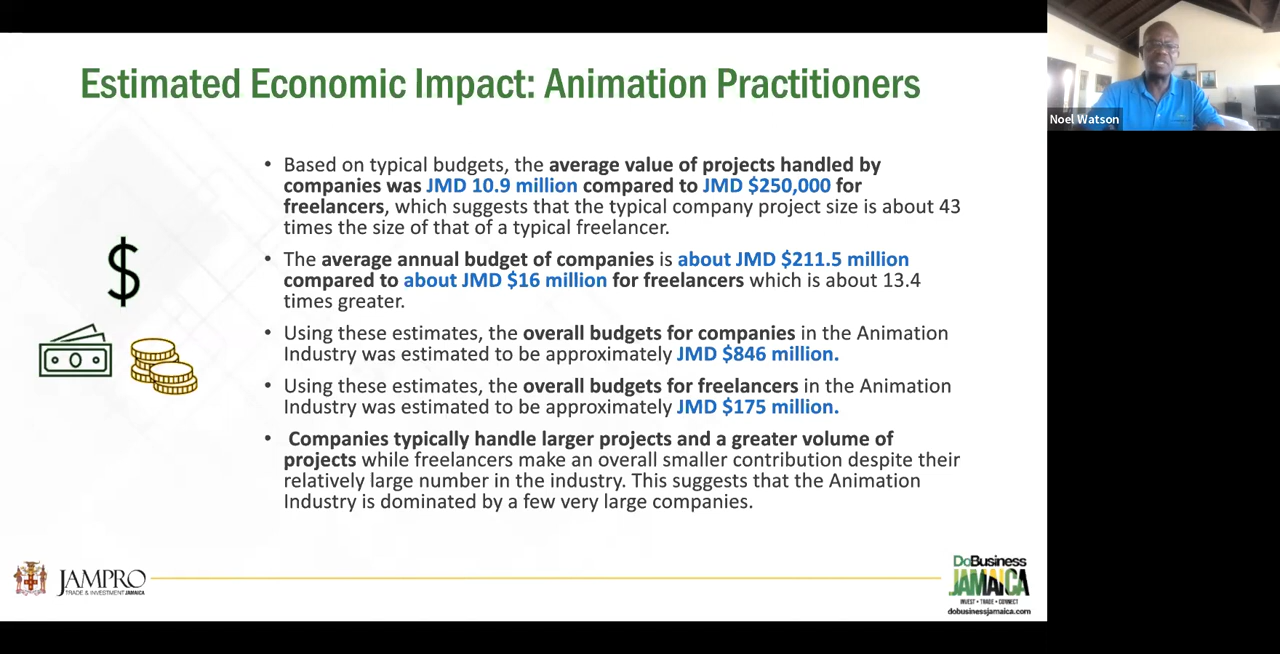 Estimated Economic Impact: Animation Practitioners
Noel Watson
• Based on typical budgets, the average value of projects handled by
companies was JMD 10.9 million compared to JMD $250,000 for
freelancers, which suggests that the typical company project size is about 43
times the size of that of a typical freelancer.
• The average annual budget of companies is about JMD $211.5 million
compared to about JMD $16 million for freelancers which is about 13.4
times greater.
• Using these estimates, the overall budgets for companies in the Animation
Industry was estimated to be approximately JMD $846 million.
• Using these estimates, the overall budgets for freelancers in the Animation
Industry was estimated to be approximately JMD $175 million.
• Companies typically handle larger projects and a greater volume of
projects while freelancers make an overall smaller contribution despite their
relatively large number in the industry. This suggests that the Animation
Industry is dominated by a few very large companies.
$
JAMPRO
TRADE & INVESTMENT JAMAICA
DoBusiness
JAMAICA
INVEST • TRADE • CONNECT
dobusinessjamaica.com